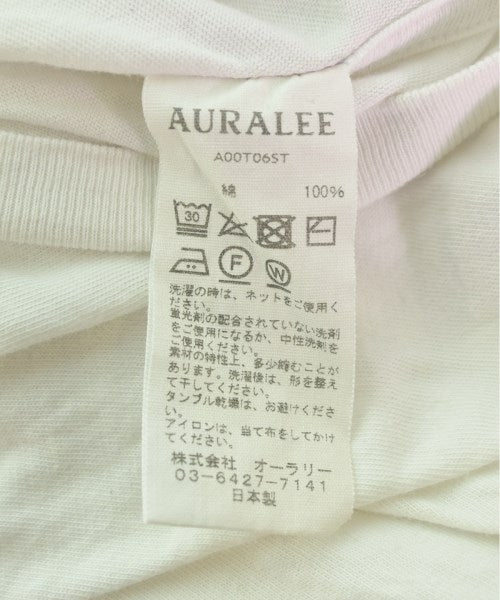 AURALEE
A00T06ST
綿 100%
30
F
W
洗濯の時は、ネットをご使用く
ださい。
蛍光剤の配合されていない洗剤
をご使用になるか、中性洗剤を
ご使用ください。
素材の特性上、多少縮むことが
あります。洗濯後は、形を整え
て干してください。
タンブル乾燥は、お避けくださ
い。
アイロンは、当て布をしてかけ
てください。
株式会社 オーラリー
03-6427-7141
日本製